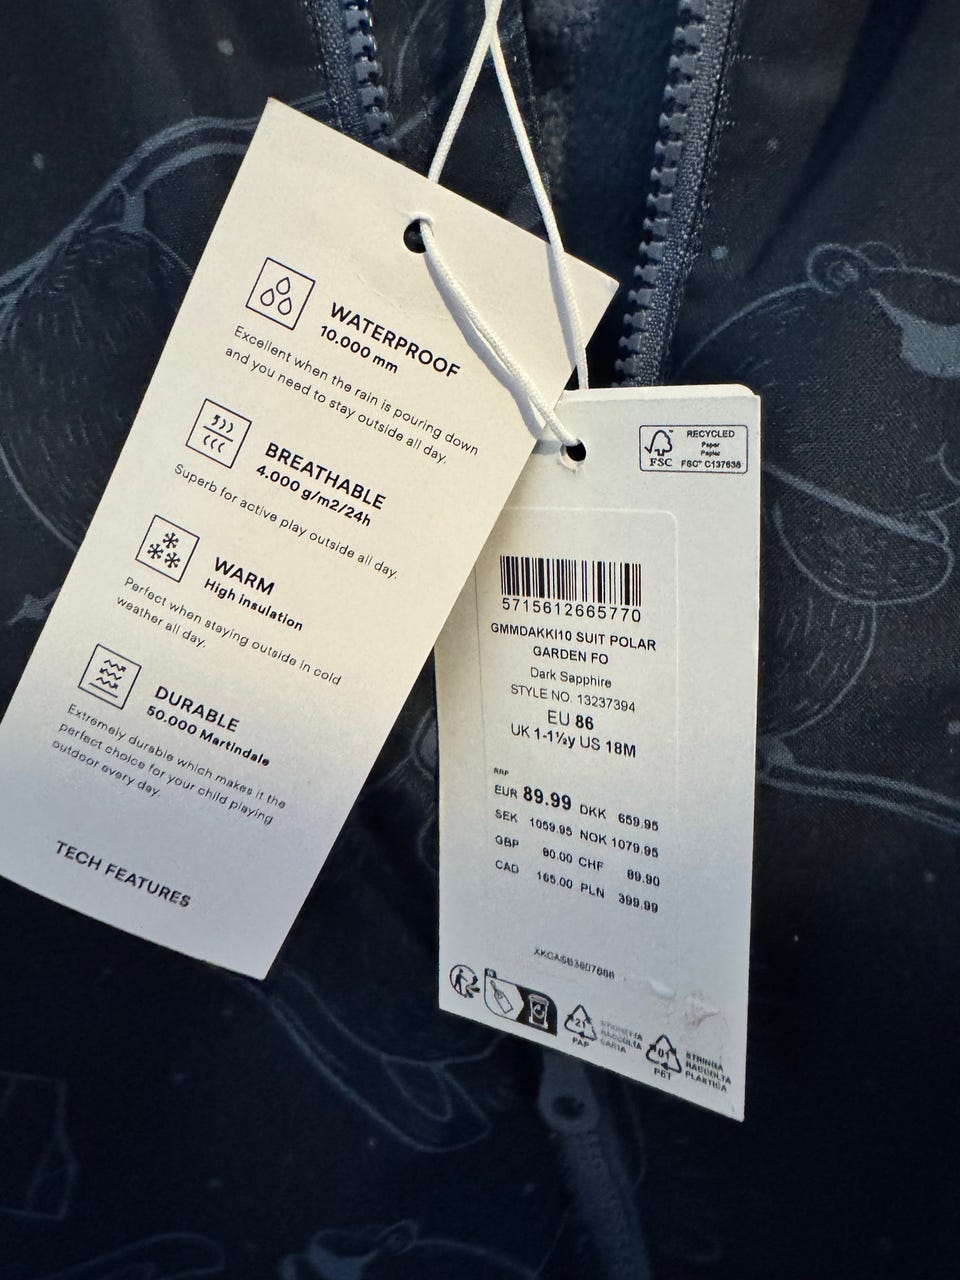 WATERPROOF
10.000 mm
Excellent when the rain is pouring down
and you need to stay outside all day.
BREATHABLE
4.000 g/m2/24h
Superb for active play outside all day.
WARM
High insulation
Perfect when staying outside in cold
weather all day.
DURABLE
50.000 Martindale
Extremely durable which makes it the
perfect choice for your child playing
outdoor every day.
TECH FEATURES
FSC
RECYCLED
Paper
Papier
FSC® C137636
5715612665770
GMMDAKKI10 SUIT POLAR
GARDEN FO
Dark Sapphire
STYLE NO. 13237394
EU 86
UK 1-1½y US 18M
RRP
EUR 89.99 DKK 659.95
SEK 1059.95 NOK 1079.95
GBP 80.00 CHF 89.90
CAD 165.00 PLN 399.99
21
PAP
RACCOLTA
CARTA
01
PET
STRINGA
RACCOLTA
PLASTICA